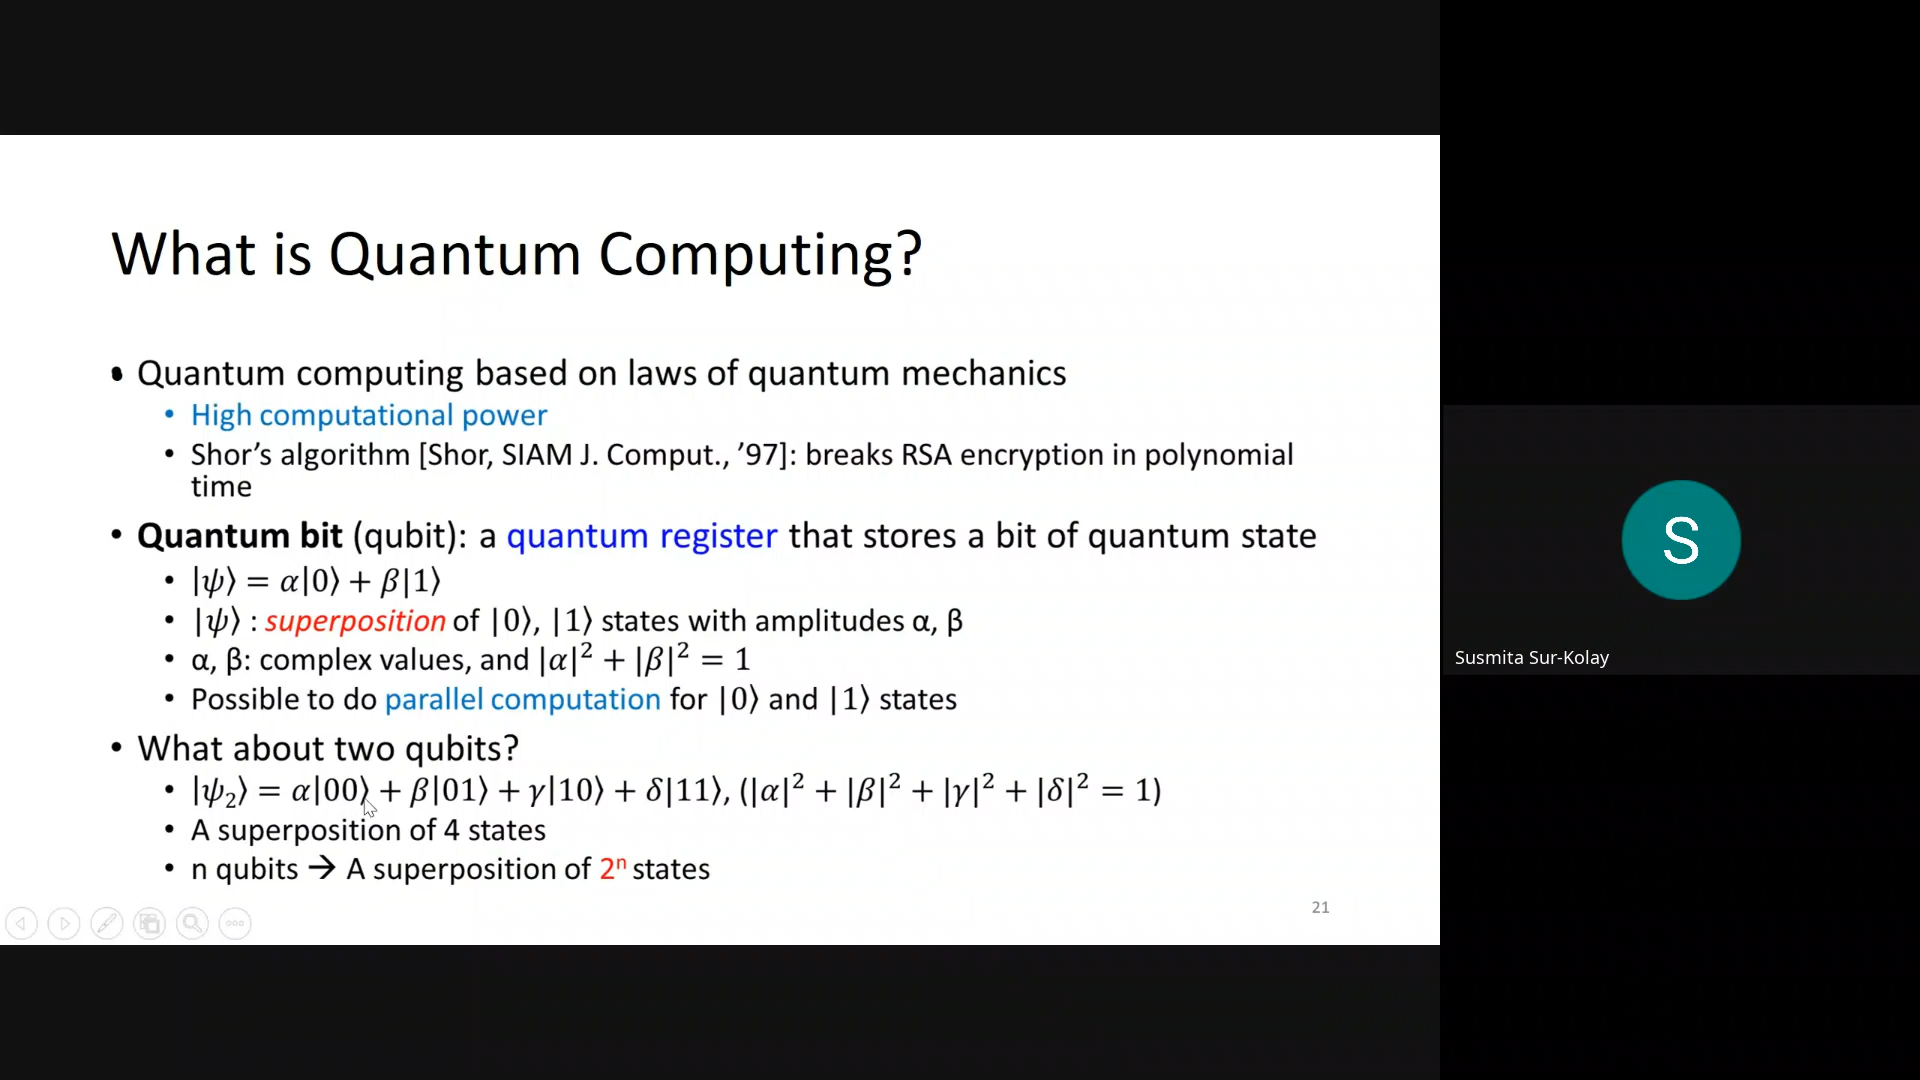 What is Quantum Computing?
• Quantum computing based on laws of quantum mechanics
• High computational power
• Shor’s algorithm [Shor, SIAM J. Comput., ’97]: breaks RSA encryption in polynomial
time
• Quantum bit (qubit): a quantum register that stores a bit of quantum state
• |ψ⟩ = α|0⟩ + β|1⟩
• |ψ⟩ : superposition of |0⟩, |1⟩ states with amplitudes α, β
• α, β: complex values, and |α|² + |β|² = 1
• Possible to do parallel computation for |0⟩ and |1⟩ states
• What about two qubits?
• |ψ₂⟩ = α|00⟩ + β|01⟩ + γ|10⟩ + δ|11⟩, (|α|² + |β|² + |γ|² + |δ|² = 1)
• A superposition of 4 states
• n qubits → A superposition of 2ⁿ states
21
S
Susmita Sur-Kolay